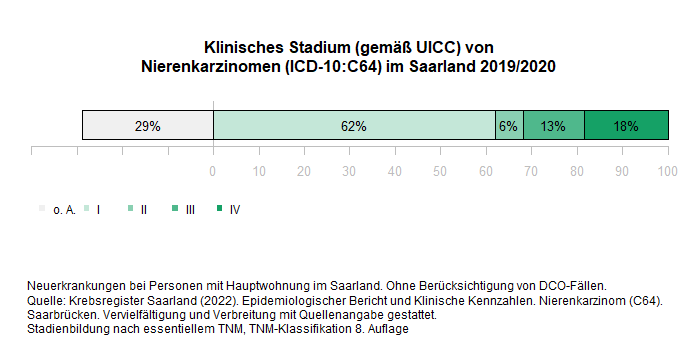 Klinisches Stadium (gemäß UICC) von
Nierenkarzinomen (ICD-10:C64) im Saarland 2019/2020
29% 62% 6% 13% 18%
0 10 20 30 40 50 60 70 80 90 100
o. A. I II III IV
Neuerkrankungen bei Personen mit Hauptwohnung im Saarland. Ohne Berücksichtigung von DCO-Fällen.
Quelle: Krebsregister Saarland (2022). Epidemiologischer Bericht und Klinische Kennzahlen. Nierenkarzinom (C64).
Saarbrücken. Vervielfältigung und Verbreitung mit Quellenangabe gestattet.
Stadienbildung nach essentiellem TNM, TNM-Klassifikation 8. Auflage